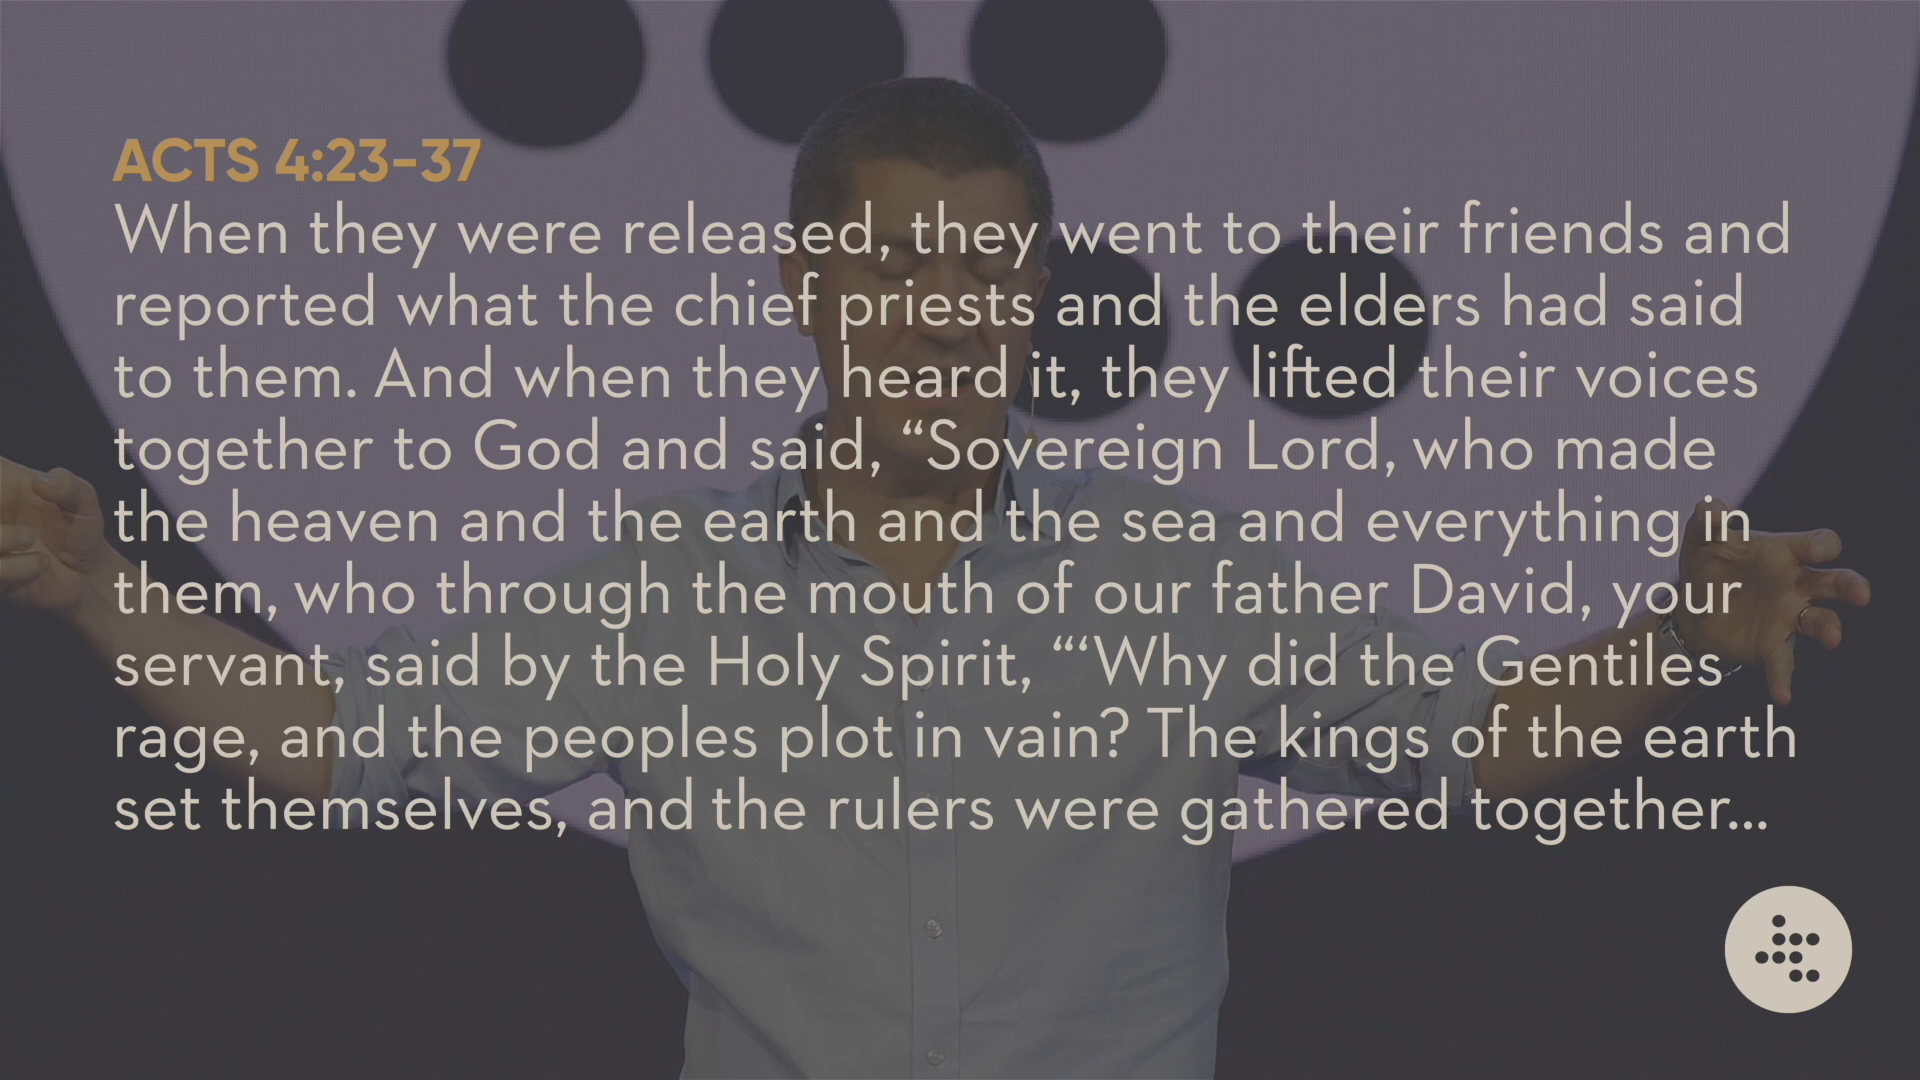 ACTS 4:23-37
When they were released, they went to their friends and
reported what the chief priests and the elders had said
to them. And when they heard it, they lifted their voices
together to God and said, “Sovereign Lord, who made
the heaven and the earth and the sea and everything in
them, who through the mouth of our father David, your
servant, said by the Holy Spirit, “‘Why did the Gentiles
rage, and the peoples plot in vain? The kings of the earth
set themselves, and the rulers were gathered together...